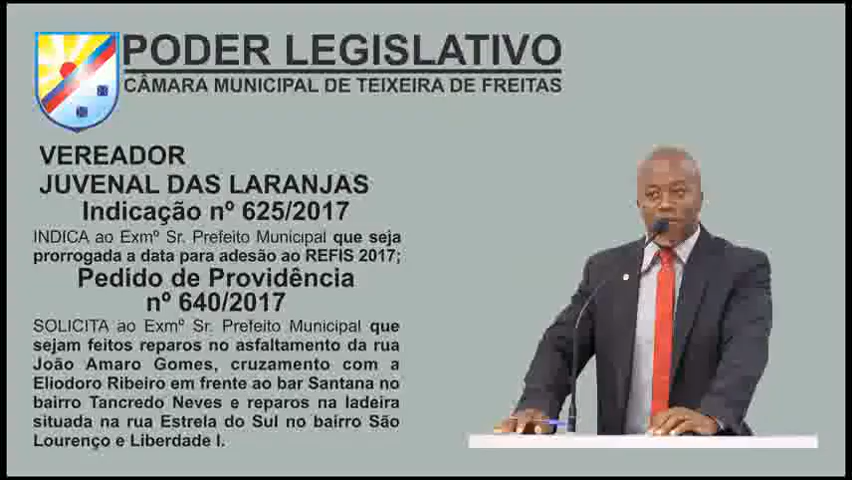 PODER LEGISLATIVO
CÂMARA MUNICIPAL DE TEIXEIRA DE FREITAS
VEREADOR
JUVENAL DAS LARANJAS
Indicação nº 625/2017
INDICA ao Exmº Sr. Prefeito Municipal que seja
prorrogada a data para adesão ao REFIS 2017;
Pedido de Providência
nº 640/2017
SOLICITA ao Exmº Sr. Prefeito Municipal que
sejam feitos reparos no asfaltamento da rua
João Amaro Gomes, cruzamento com a
Eliodoro Ribeiro em frente ao bar Santana no
bairro Tancredo Neves e reparos na ladeira
situada na rua Estrela do Sul no bairro São
Lourenço e Liberdade I.